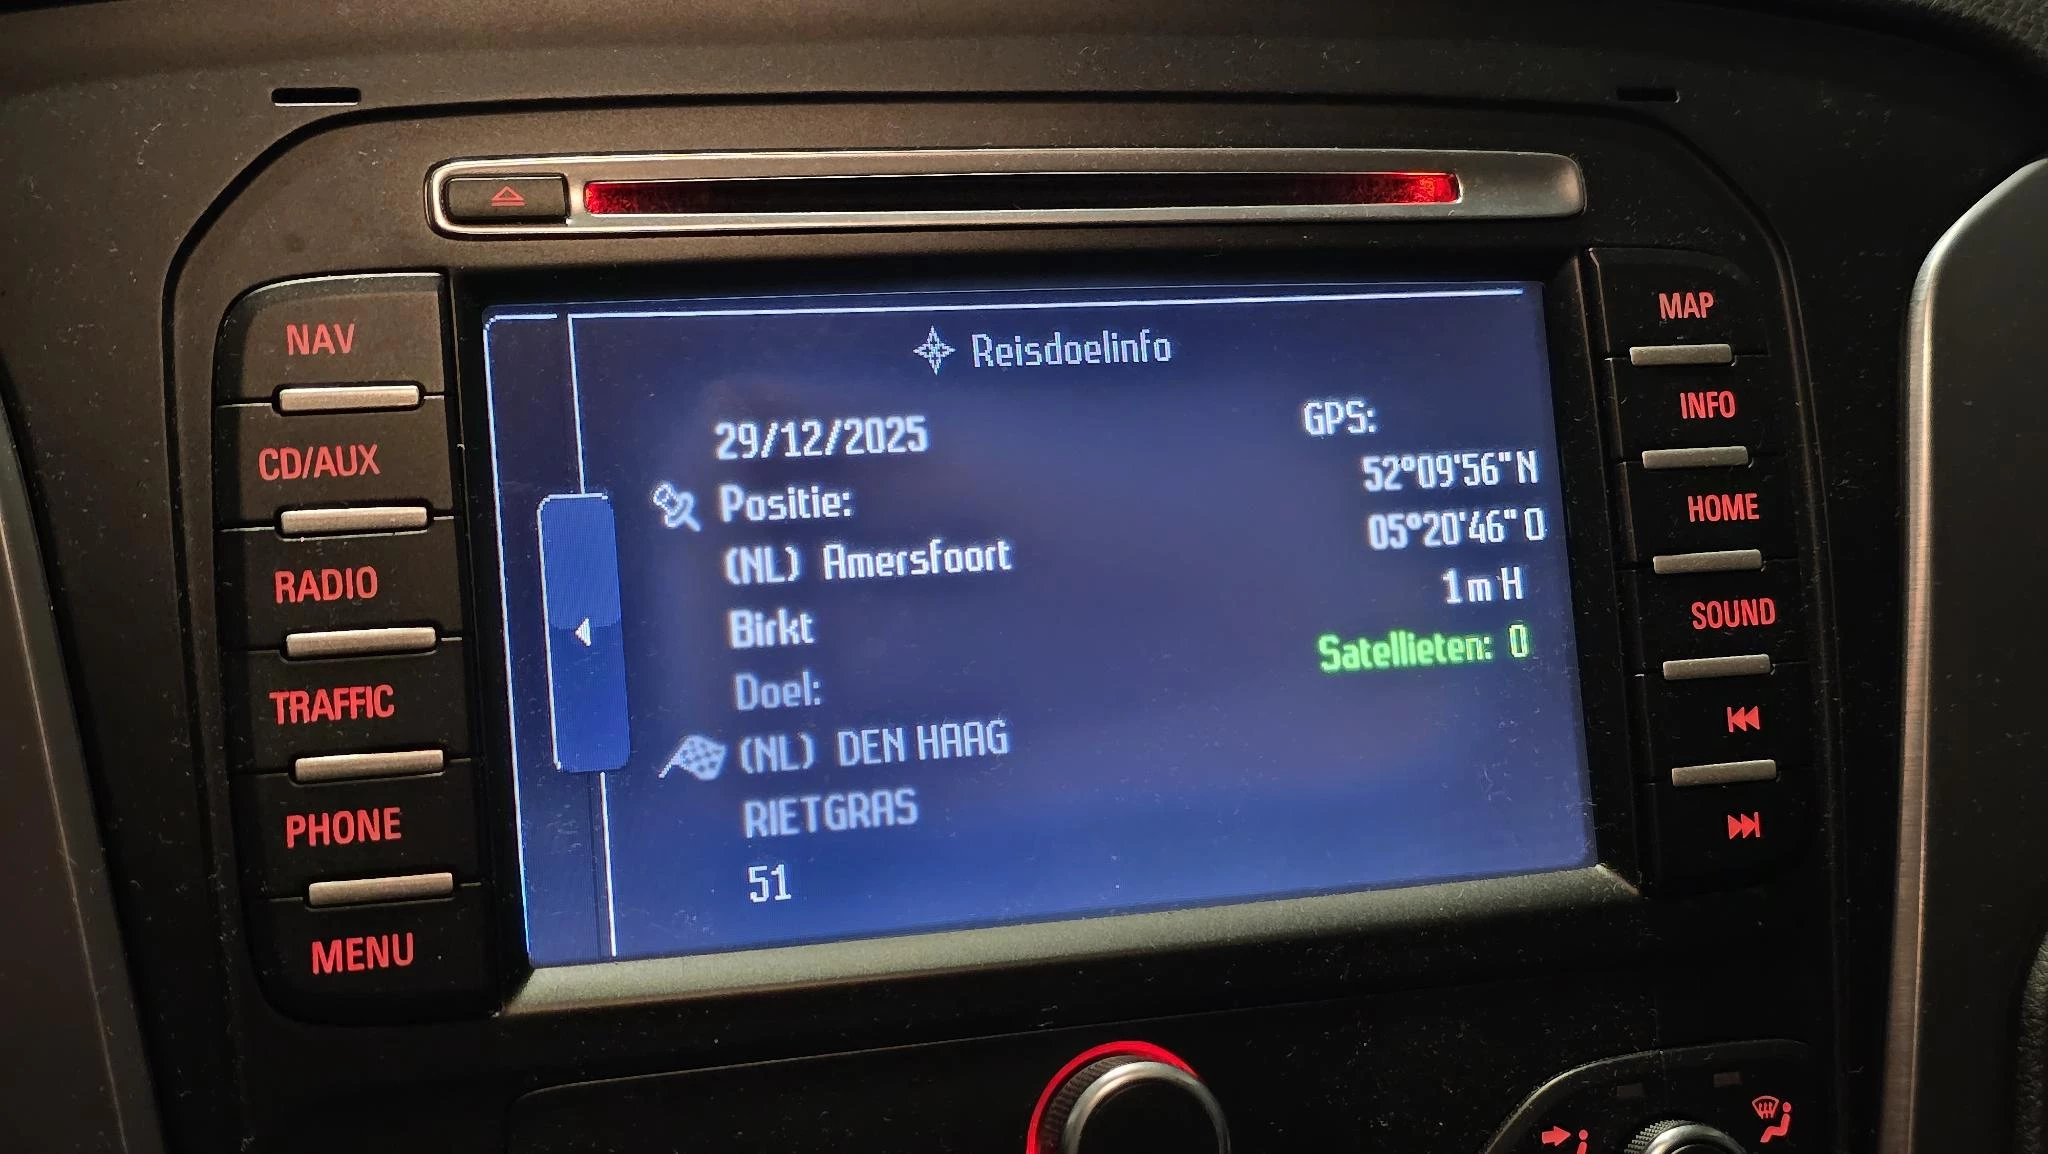 NAV
CD/AUX
RADIO
TRAFFIC
PHONE
MENU
Reisdoelinfo
29/12/2025
Positie:
(NL) Amersfoort
Birkt
Doel:
(NL) DEN HAAG
RIETGRAS
51
GPS:
52°09'56"N
05°20'46"O
1m H
Satellieten: 0
MAP
INFO
HOME
SOUND